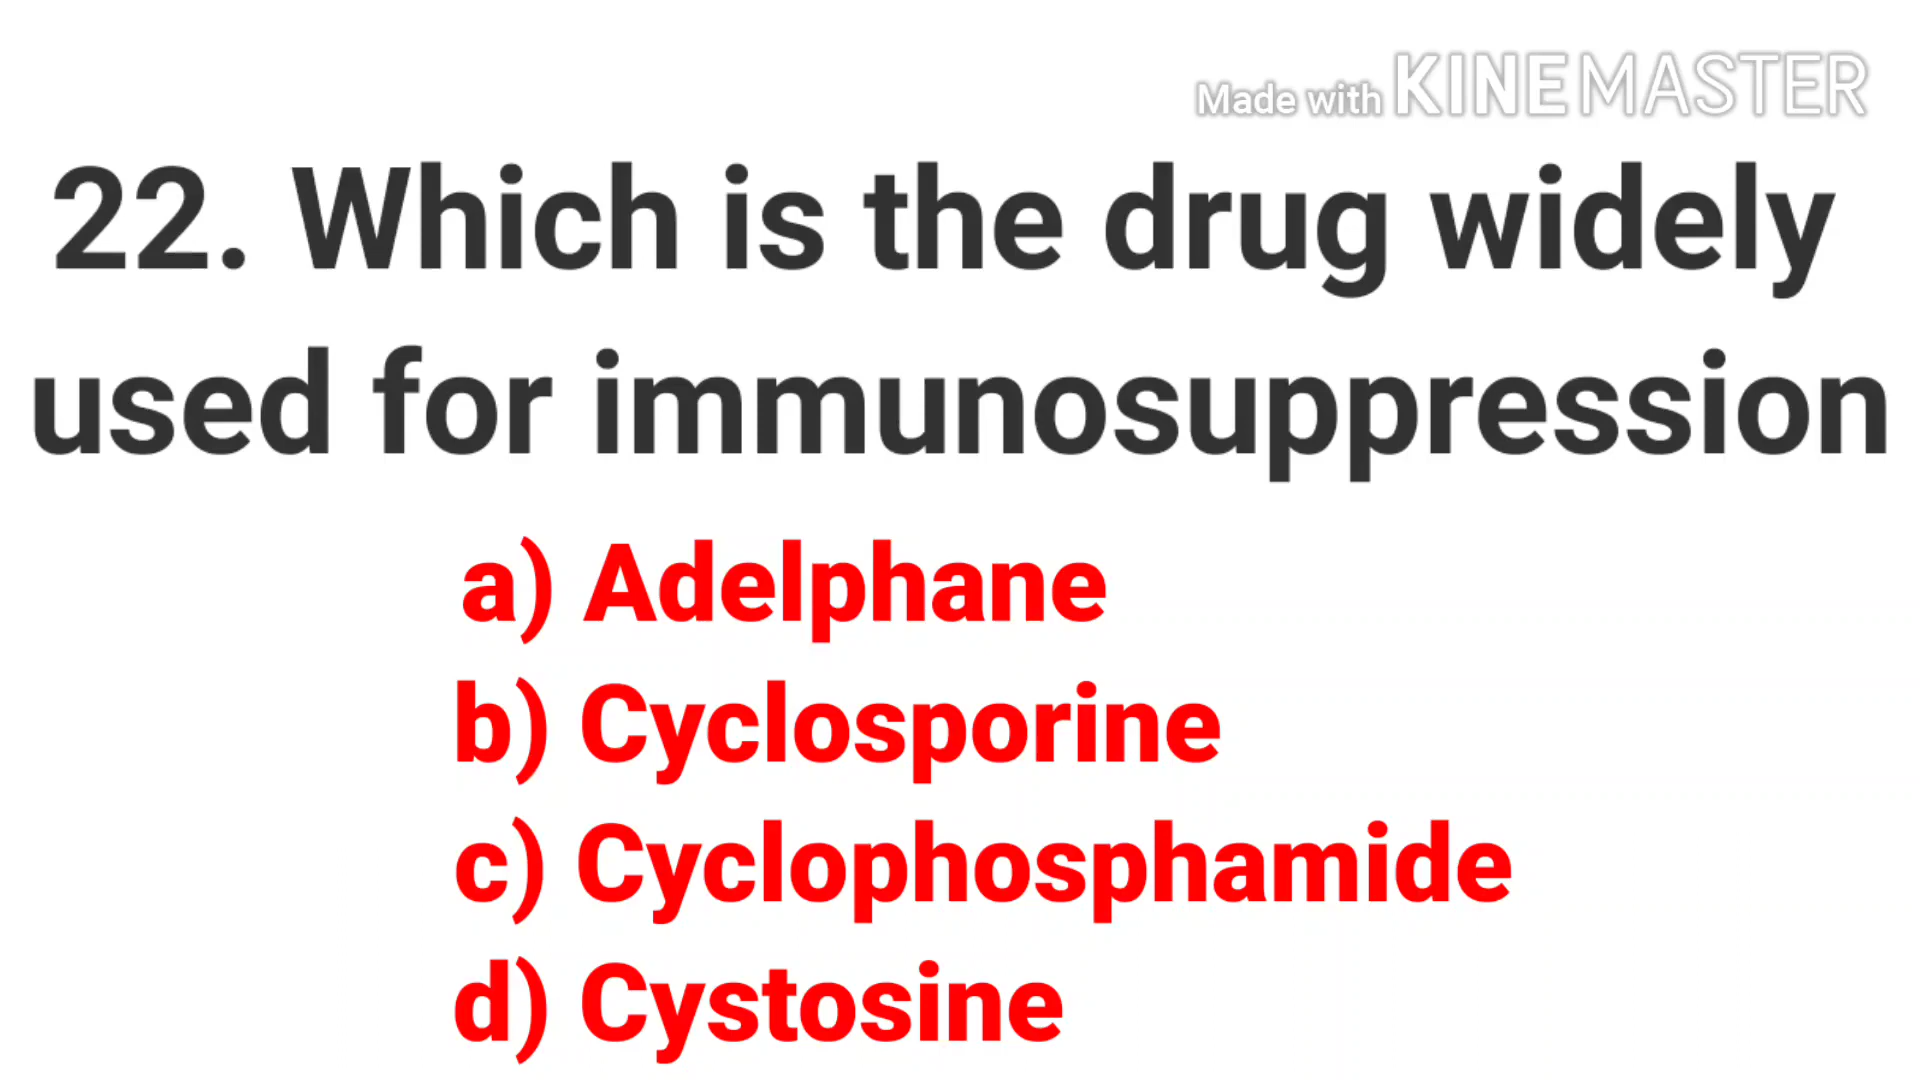 Made with KINEMASTER
22. Which is the drug widely
used for immunosuppression
a) Adelphane
b) Cyclosporine
c) Cyclophosphamide
d) Cystosine